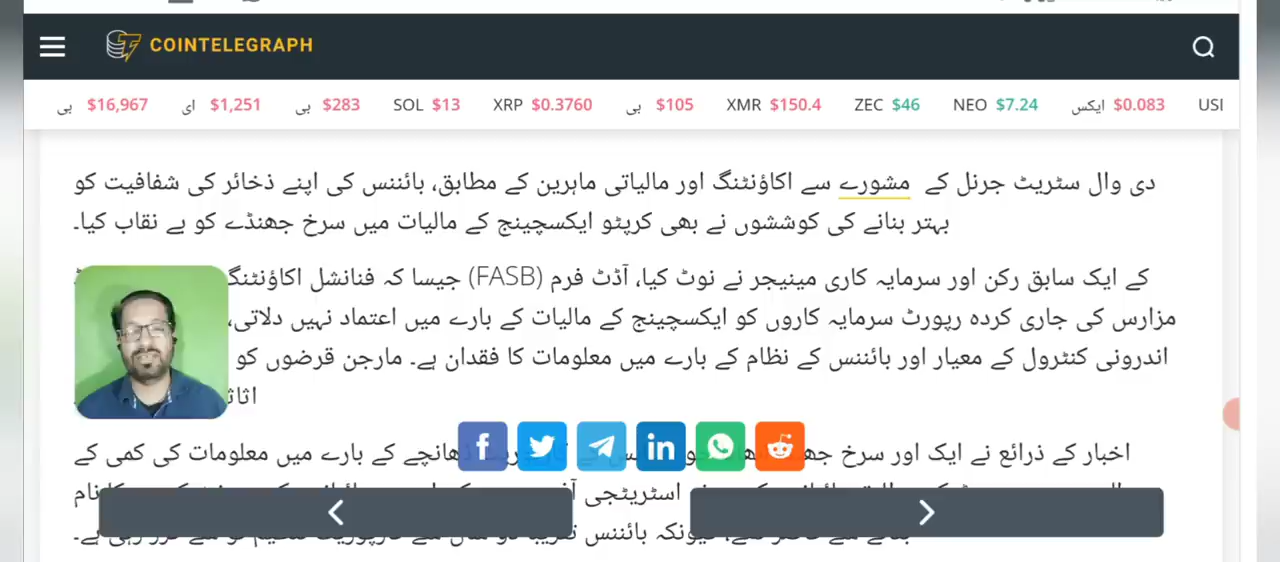 COINTELEGRAPH
بی $16,967 ای $1,251 بی $283 SOL $13 XRP $0.3760 بی $105 XMR $150.4 ZEC $46 NEO $7.24 ایکس $0.083 USI
دی وال سٹریٹ جرنل کے مشورے سے اکاؤنٹنگ اور مالیاتی ماہرین کے مطابق، بائننس کی اپنے ذخائر کی شفافیت کو
بہتر بنانے کی کوششوں نے بھی کرپٹو ایکسچینج کے مالیات میں سرخ جھنڈے کو بے نقاب کیا۔
کے ایک سابق رکن اور سرمایہ کاری مینیجر نے نوٹ کیا، آڈٹ فرم (FASB) جیسا کہ فنانشل اکاؤنٹنگ
مزارس کی جاری کردہ رپورٹ سرمایہ کاروں کو ایکسچینج کے مالیات کے بارے میں اعتماد نہیں دلاتی،
اندرونی کنٹرول کے معیار اور بائننس کے نظام کے بارے میں معلومات کا فقدان ہے۔ مارجن قرضوں کو
اخبار کے ذرائع نے ایک اور سرخ کے بارے میں معلومات کی کمی کے
اسٹریٹجی نام
بائننس